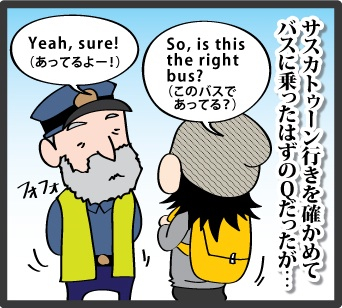 サスカトゥーン行きを確かめて
バスに乗ったはずのQだったが…
So, is this
the right
bus?
（このバスで
あってる？）
Yeah, sure!
（あってるよー！）
フォフォ